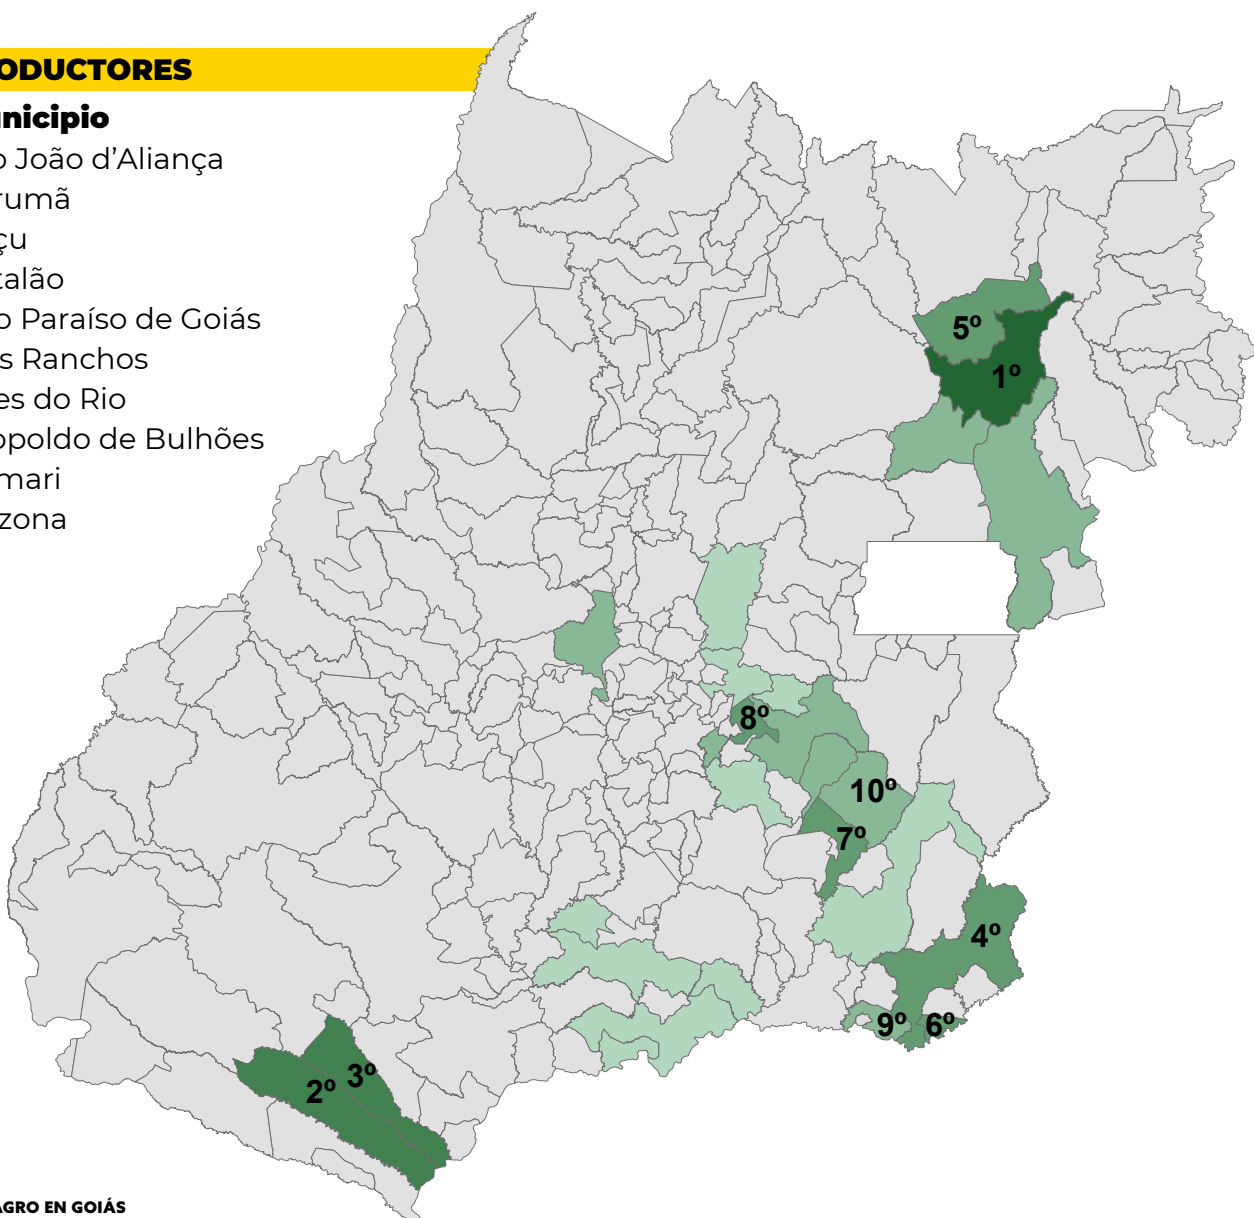 ODUCTORES
nicipio
o João d’Aliança
rumã
çu
talão
o Paraíso de Goiás
s Ranchos
es do Rio
opoldo de Bulhões
mari
zona
5º
1º
8º
10º
7º
4º
9º
6º
3º
2º
AGRO EN GOIÁS